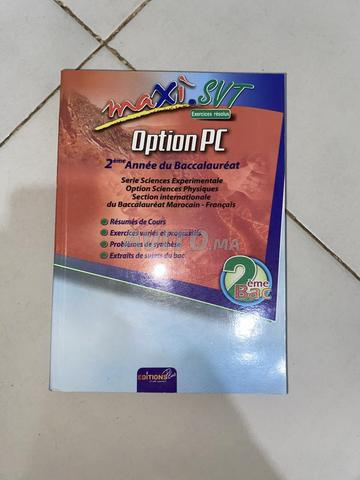 maxi.SVT
Exercices résolus
Option PC
2ème Année du Baccalauréat
Serie Sciences Experimentale
Option Sciences Physiques
Section internationale
du Baccalauréat Marocain - Français
Résumés de Cours
Exercices variés et progressifs
Problèmes de synthèse
Extraits de sujets du bac
.MA
2ème
Bac
EDITIONS Plus